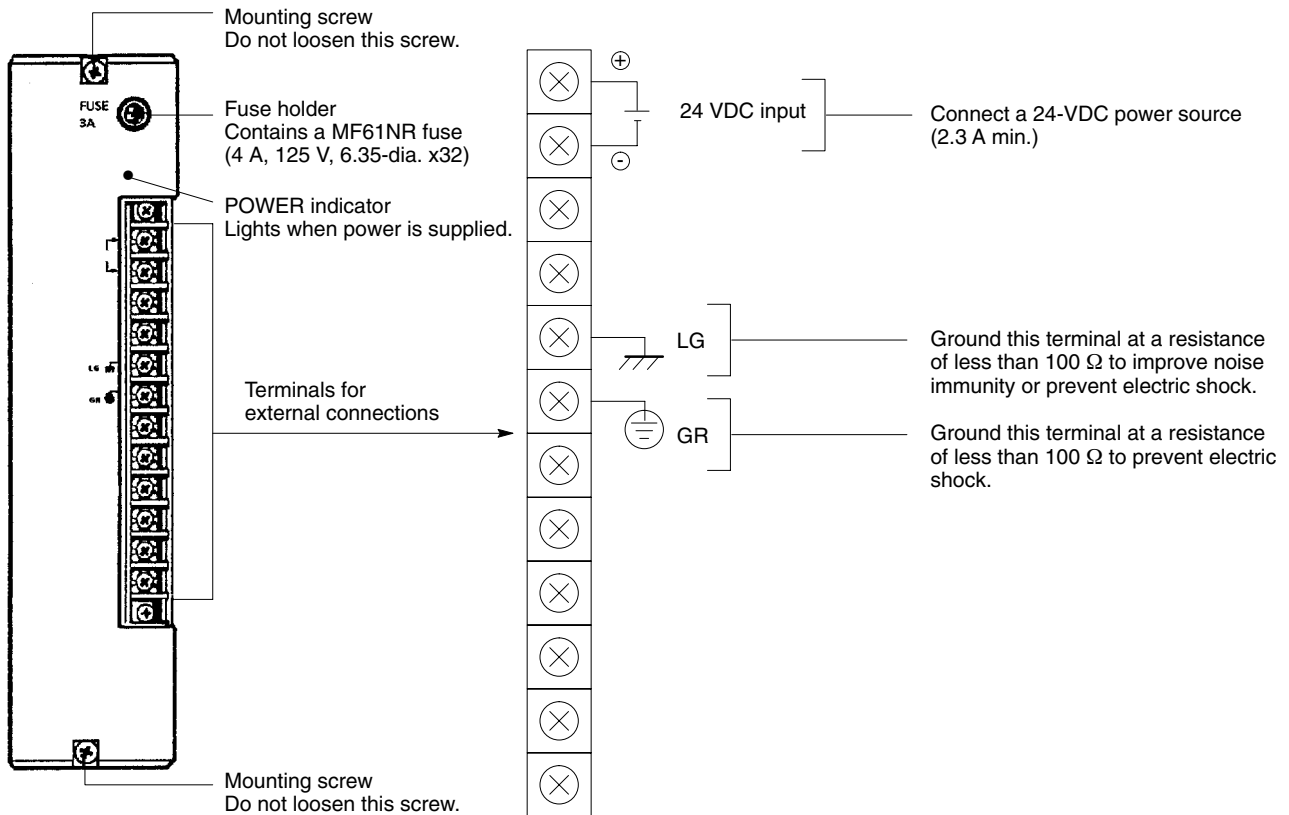 Mounting screw
Do not loosen this screw.
FUSE
3A
Fuse holder
Contains a MF61NR fuse
(4 A, 125 V, 6.35-dia. x32)
POWER indicator
Lights when power is supplied.
LG
GR
Terminals for
external connections
Mounting screw
Do not loosen this screw.
+
-
24 VDC input
Connect a 24-VDC power source
(2.3 A min.)
LG
Ground this terminal at a resistance
of less than 100 Ω to improve noise
immunity or prevent electric shock.
GR
Ground this terminal at a resistance
of less than 100 Ω to prevent electric
shock.